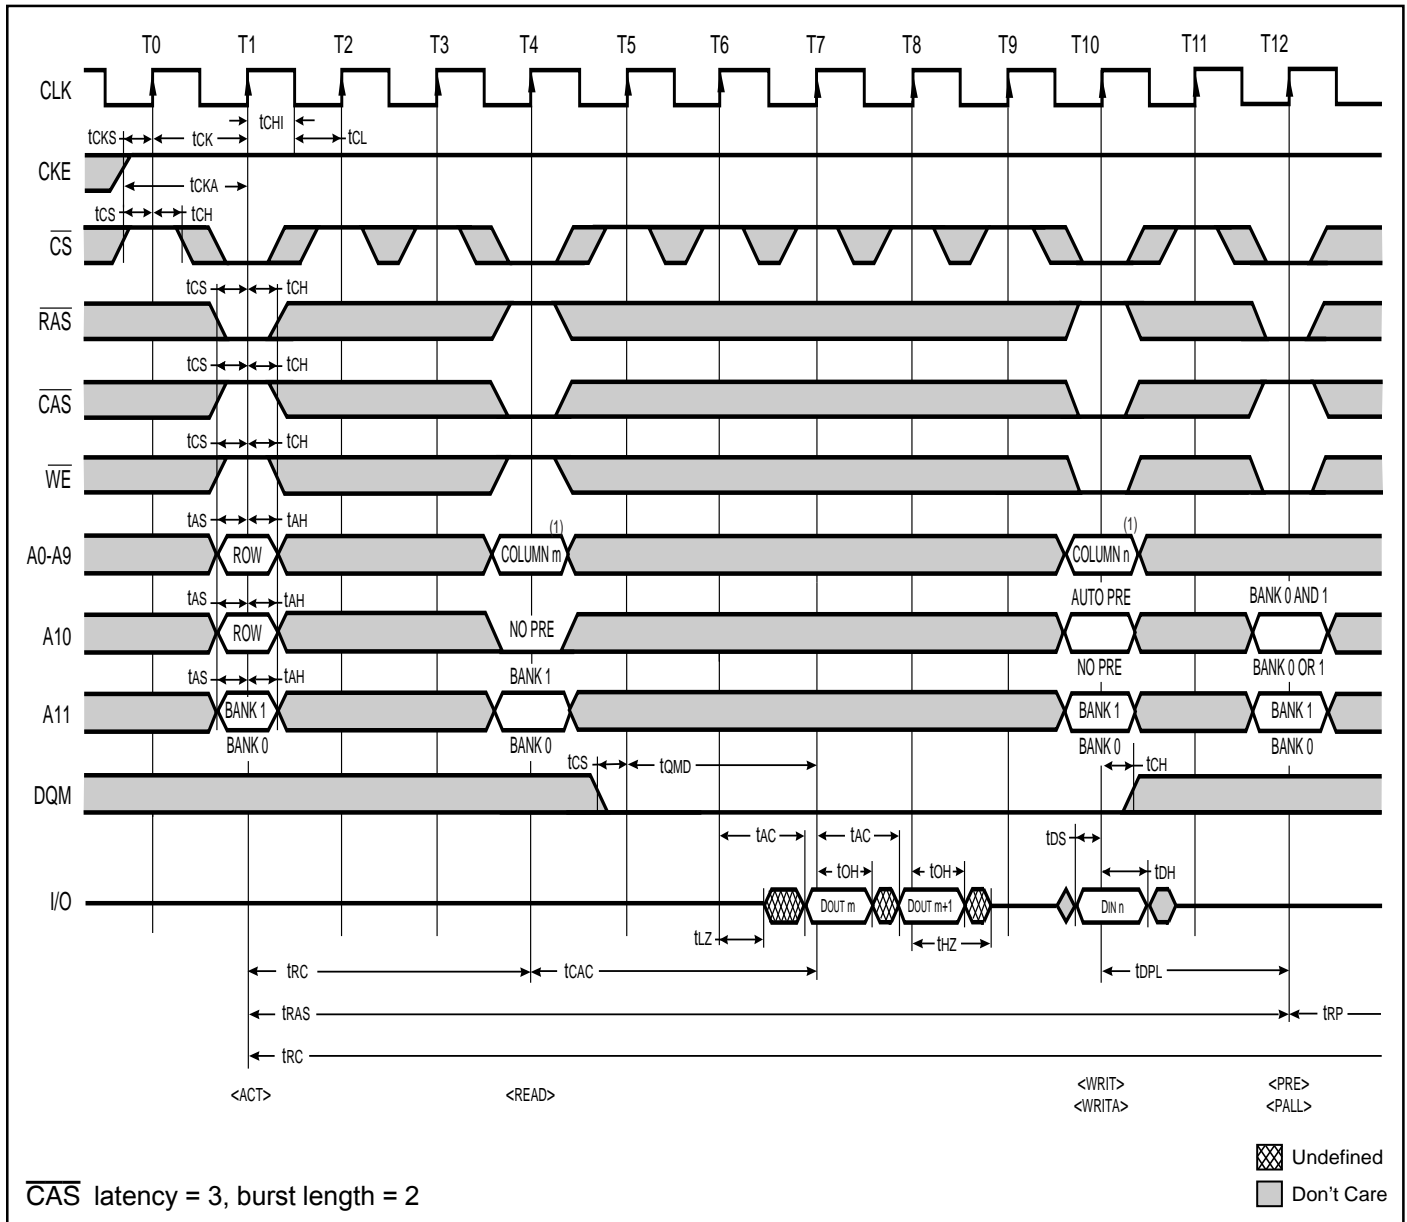 T0 T1 T2 T3 T4 T5 T6 T7 T8 T9 T10 T11 T12
CLK
tCHI
tCKS tCK tCL
CKE
tCKA
tCS tCH
CS
tCS tCH
RAS
tCS tCH
CAS
tCS tCH
WE
tAS tAH (1) (1)
A0-A9 ROW COLUMN m COLUMN n
tAS tAH AUTO PRE BANK 0 AND 1
A10 ROW NO PRE
tAS tAH BANK 1 NO PRE BANK 0 OR 1
A11 BANK 1 BANK 1 BANK 1
BANK 0 BANK 0 BANK 0 BANK 0
tCS tQMD tCH
DQM
tAC tAC tDS
tOH tOH tDH
I/O DOUT m DOUT m+1 DIN n
tLZ tHZ
tRC tCAC tDPL
tRAS tRP
tRC
<ACT> <READ> <WRIT> <PRE>
<WRITA> <PALL>
Undefined
CAS latency = 3, burst length = 2 Don't Care